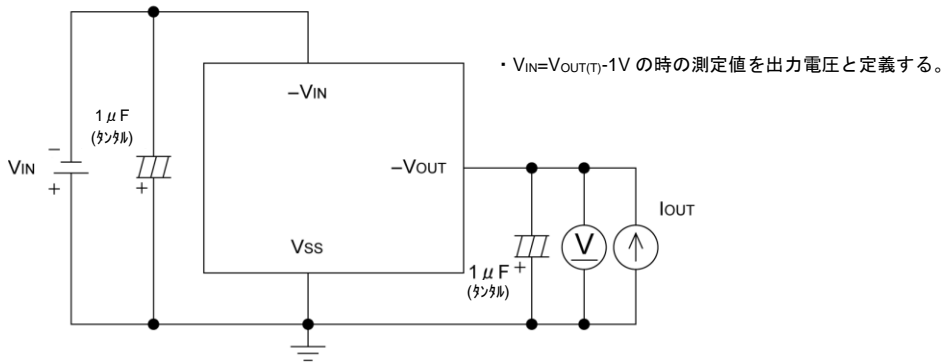 ・VIN=VOUT(T)-1V の時の測定値を出力電圧と定義する。
–VIN
1μF
(タンタル)
–
VIN
+
+
–VOUT
IOUT
VSS
V
1μF
+
(タンタル)